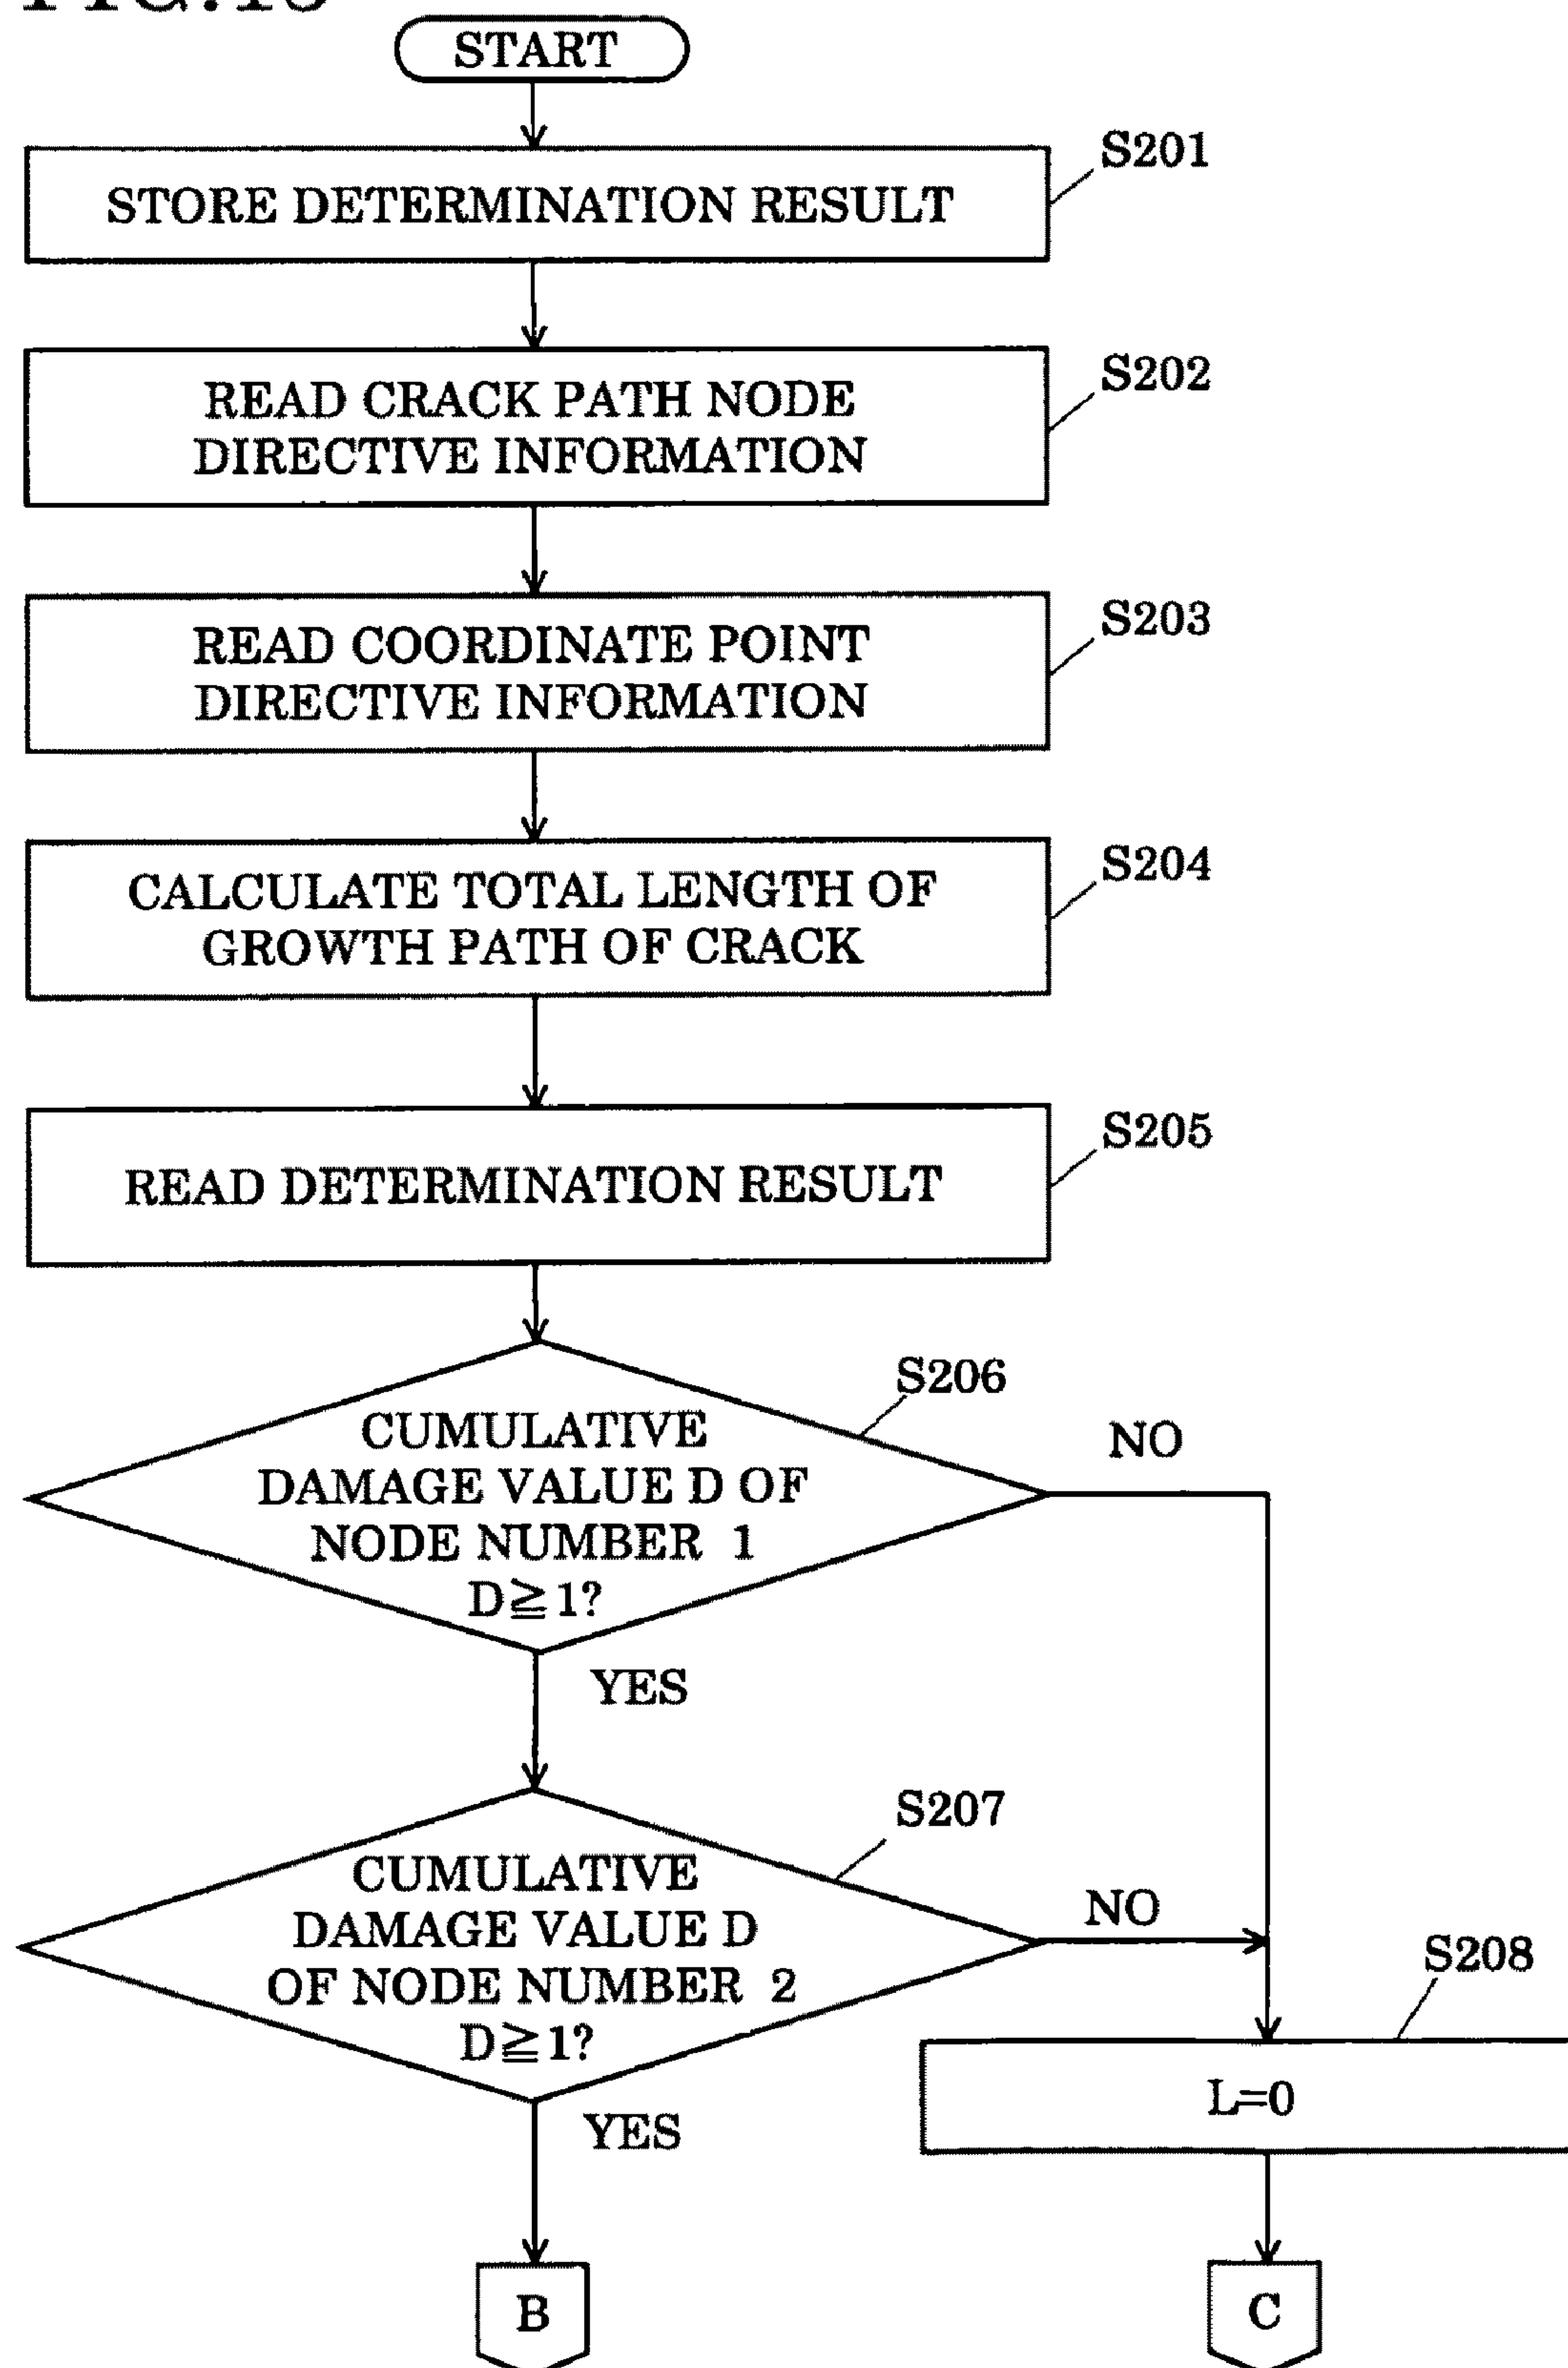 START
S201
STORE DETERMINATION RESULT
S202
READ CRACK PATH NODE
DIRECTIVE INFORMATION
S203
READ COORDINATE POINT
DIRECTIVE INFORMATION
S204
CALCULATE TOTAL LENGTH OF
GROWTH PATH OF CRACK
S205
READ DETERMINATION RESULT
S206
CUMULATIVE
DAMAGE VALUE D OF
NODE NUMBER 1
D≧1?
NO
YES
S207
CUMULATIVE
DAMAGE VALUE D
OF NODE NUMBER 2
D≧1?
NO
YES
S208
L=0
B
C